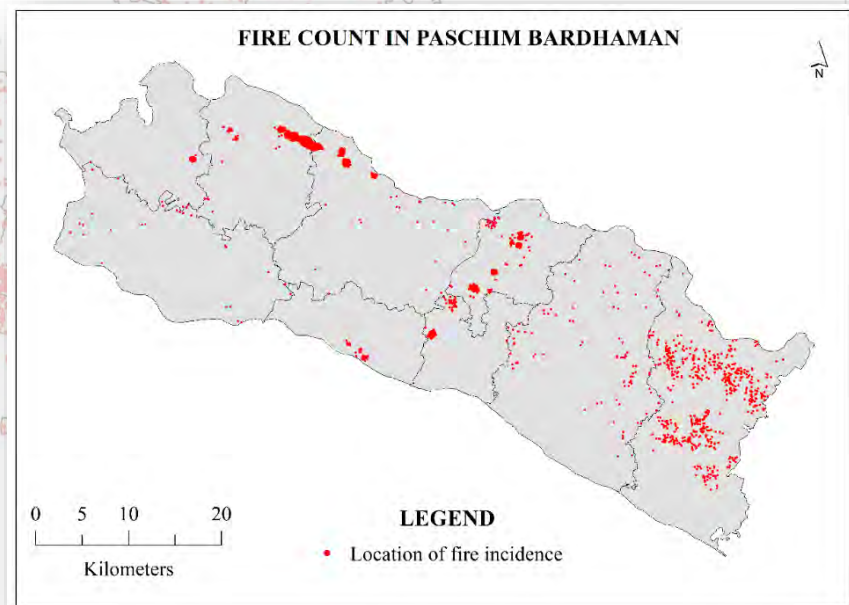 FIRE COUNT IN PASCHIM BARDHAMAN
N
0 5 10 20
Kilometers
LEGEND
Location of fire incidence